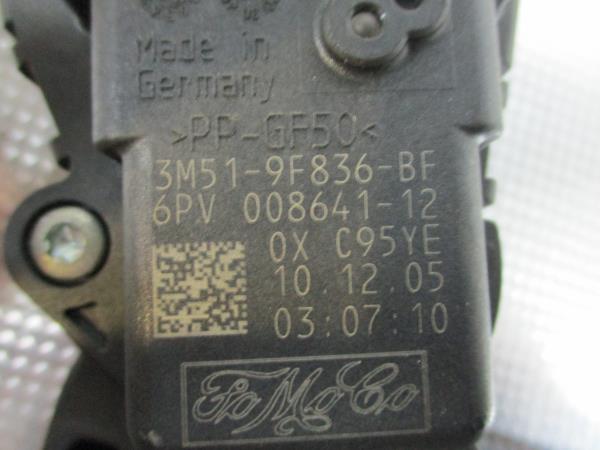 Made in
Germany
8
>PP-GF50<
3M51-9F836-BF
6PV 008641-12
0X C95YE
10.12.05
03:07:10
FoMoCo